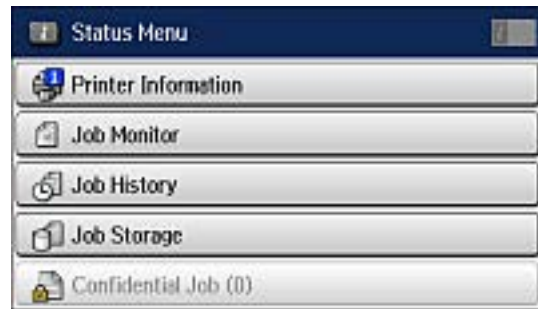 Status Menu
Printer Information
Job Monitor
Job History
Job Storage
Confidential Job (0)